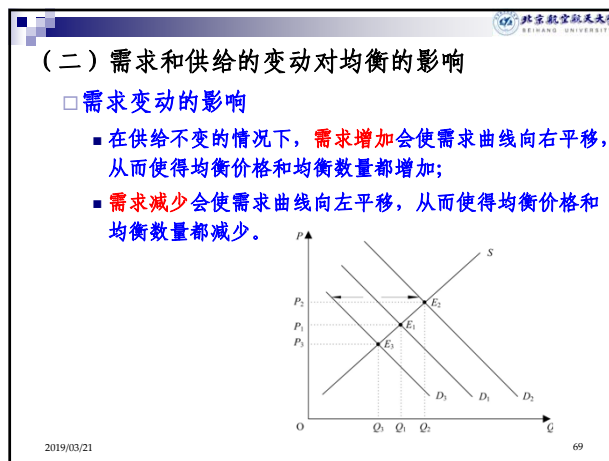 北京航空航天大学
BEIHANG UNIVERSITY
（二）需求和供给的变动对均衡的影响
需求变动的影响
在供给不变的情况下，需求增加会使需求曲线向右平移，
从而使得均衡价格和均衡数量都增加；
需求减少会使需求曲线向左平移，从而使得均衡价格和
均衡数量都减少。
P
S
P₂
E₂
P₁
E₁
P₃
E₃
D₃
D₁
D₂
O
Q₃
Q₁
Q₂
Q
2019/03/21
69